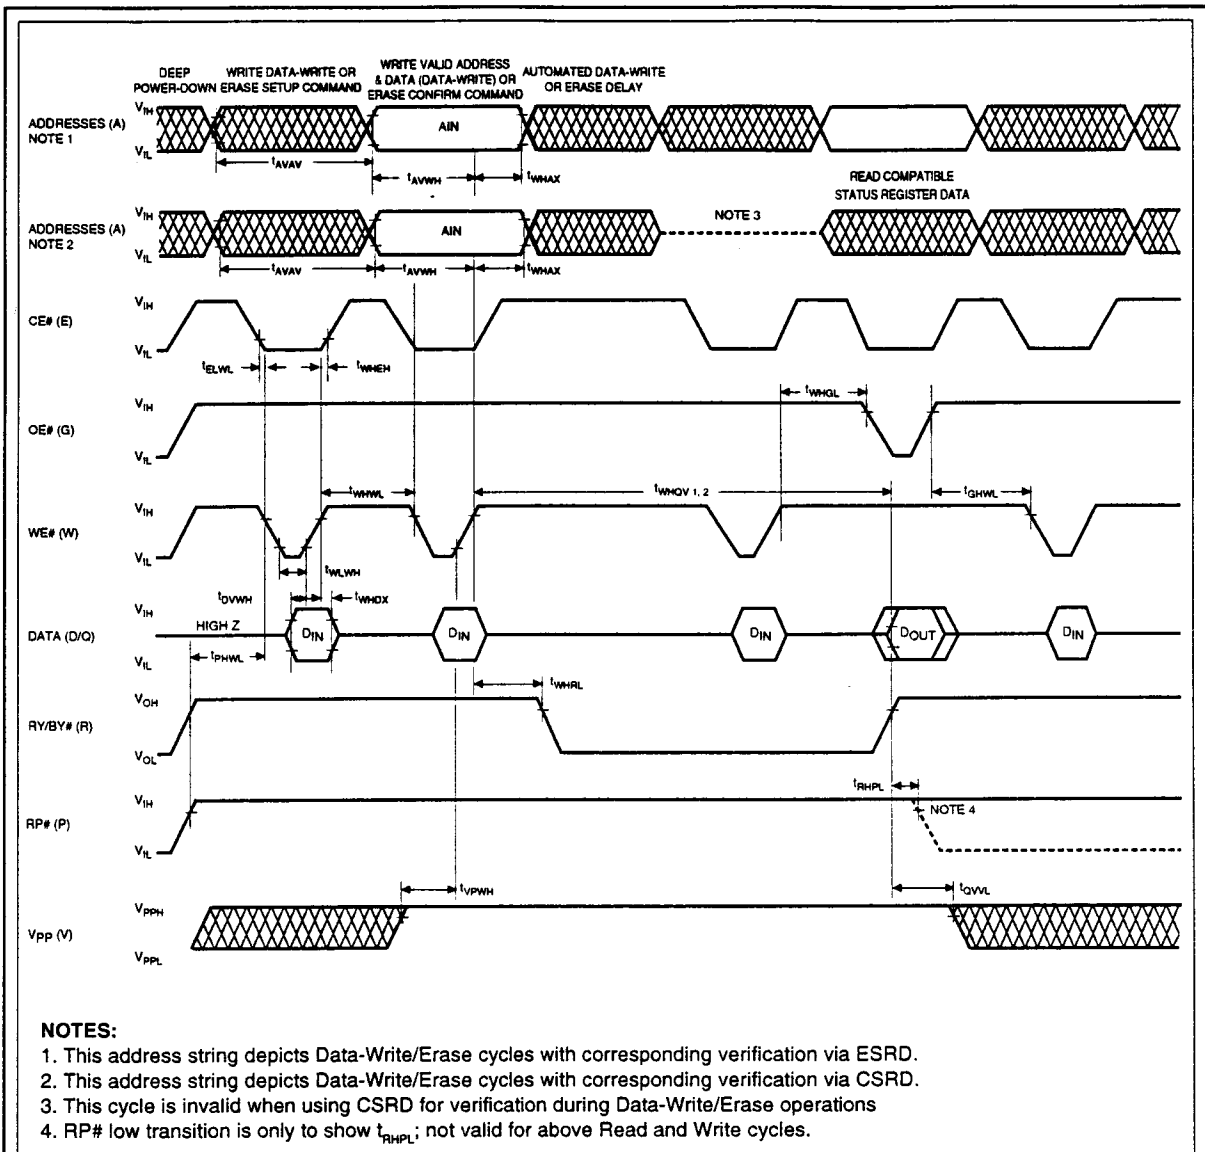 DEEP POWER-DOWN
WRITE DATA-WRITE OR ERASE SETUP COMMAND
WRITE VALID ADDRESS & DATA (DATA-WRITE) OR ERASE CONFIRM COMMAND
AUTOMATED DATA-WRITE OR ERASE DELAY
ADDRESSES (A)
NOTE 1
VIH
VIL
AIN
tAVAV
tAVWH
tWHAX
READ COMPATIBLE
STATUS REGISTER DATA
ADDRESSES (A)
NOTE 2
VIH
VIL
AIN
NOTE 3
tAVAV
tAVWH
tWHAX
CE# (E)
VIH
VIL
tELWL
tWHEH
OE# (G)
VIH
VIL
tWHGL
WE# (W)
VIH
VIL
tWHWL
tWHQV 1, 2
tGHWL
tWLWH
DATA (D/Q)
VIH
VIL
HIGH Z
tDVWH
tWHDX
DIN
DIN
DIN
DOUT
DIN
tPHWL
RY/BY# (R)
VOH
VOL
tWHRL
RP# (P)
VIH
VIL
tRHPL
NOTE 4
VPP (V)
VPPH
VPPL
tVPWH
tQVVL
NOTES:
1. This address string depicts Data-Write/Erase cycles with corresponding verification via ESRD.
2. This address string depicts Data-Write/Erase cycles with corresponding verification via CSRD.
3. This cycle is invalid when using CSRD for verification during Data-Write/Erase operations
4. RP# low transition is only to show tRHPL; not valid for above Read and Write cycles.